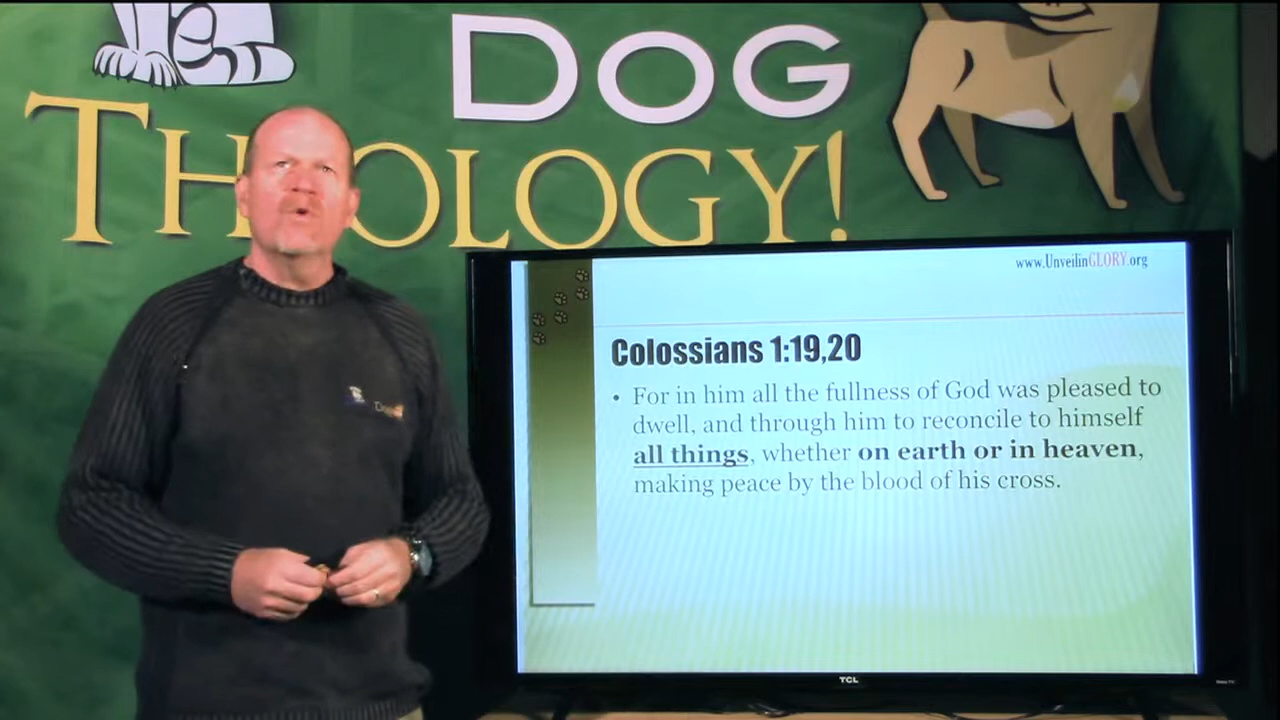 DOG
THEOLOGY!
www.UnveilinGLORY.org
Colossians 1:19,20
• For in him all the fullness of God was pleased to
dwell, and through him to reconcile to himself
all things, whether on earth or in heaven,
making peace by the blood of his cross.
TCL